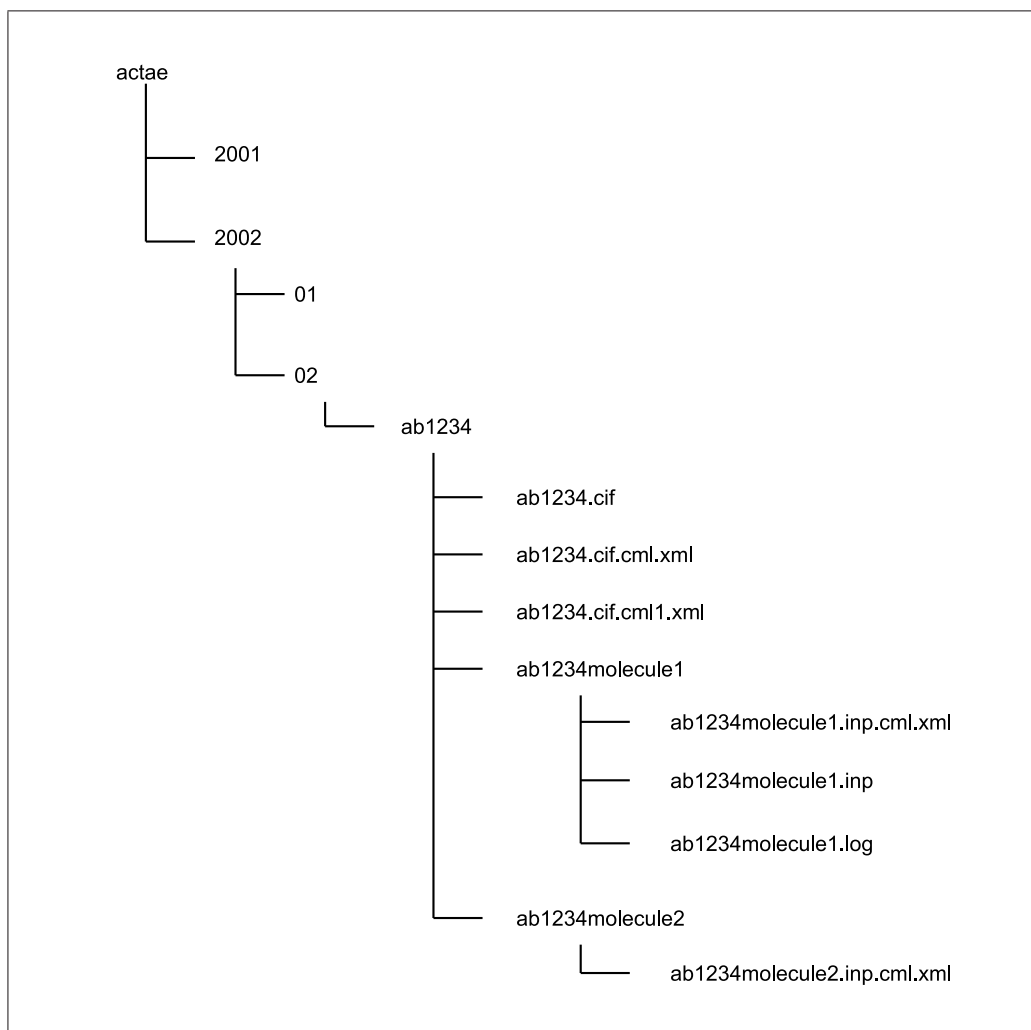 actae
2001
2002
01
02
ab1234
ab1234.cif
ab1234.cif.cml.xml
ab1234.cif.cml1.xml
ab1234molecule1
ab1234molecule1.inp.cml.xml
ab1234molecule1.inp
ab1234molecule1.log
ab1234molecule2
ab1234molecule2.inp.cml.xml